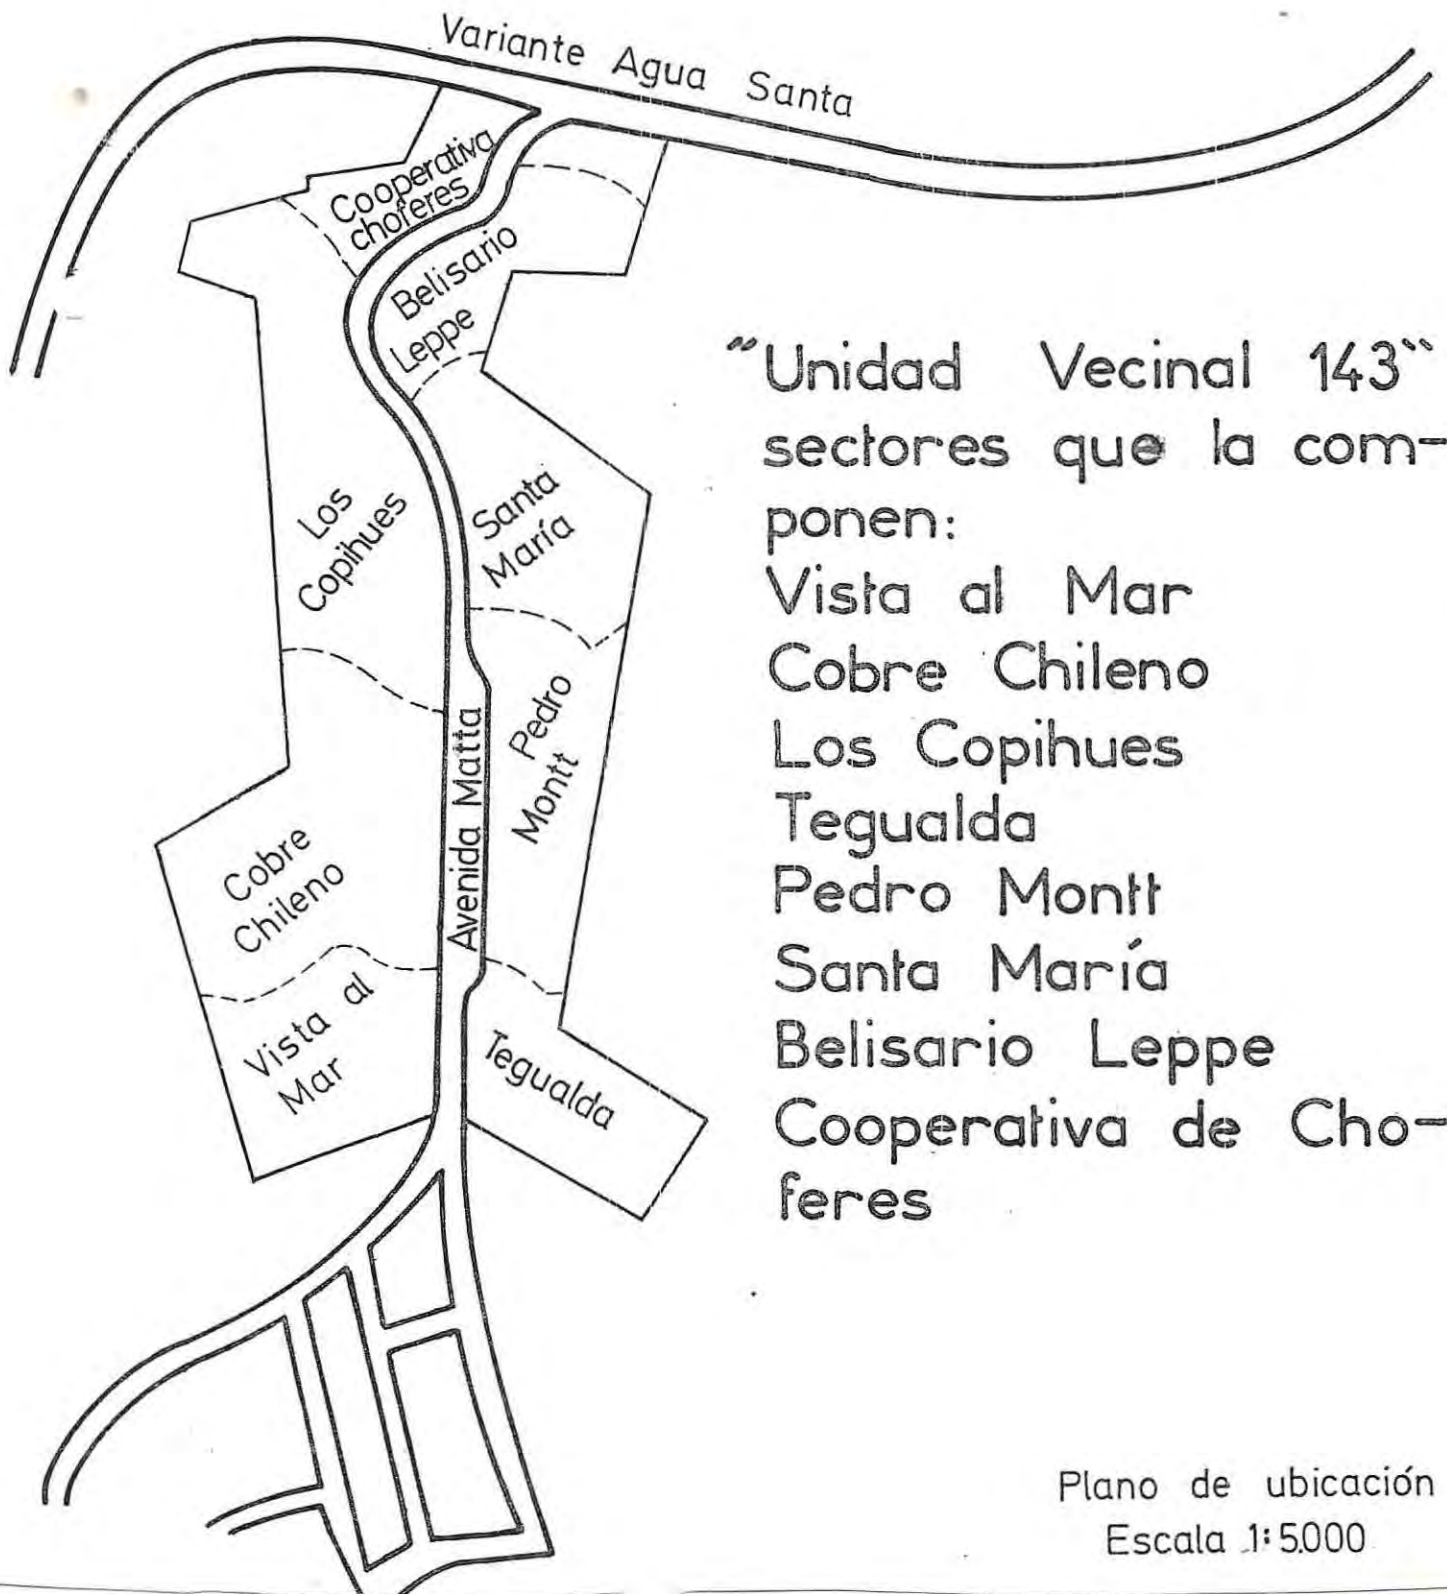 Variante Agua Santa
Cooperativa
choferes
Belisario
Leppe
Los
Copihues
Santa
María
Pedro
Montt
Avenida Matta
Cobre
Chileno
Vista al
Mar
Tegualda
"Unidad Vecinal 143"
sectores que la com-
ponen:
Vista al Mar
Cobre Chileno
Los Copihues
Tegualda
Pedro Montt
Santa María
Belisario Leppe
Cooperativa de Cho-
feres
Plano de ubicación
Escala 1:5.000